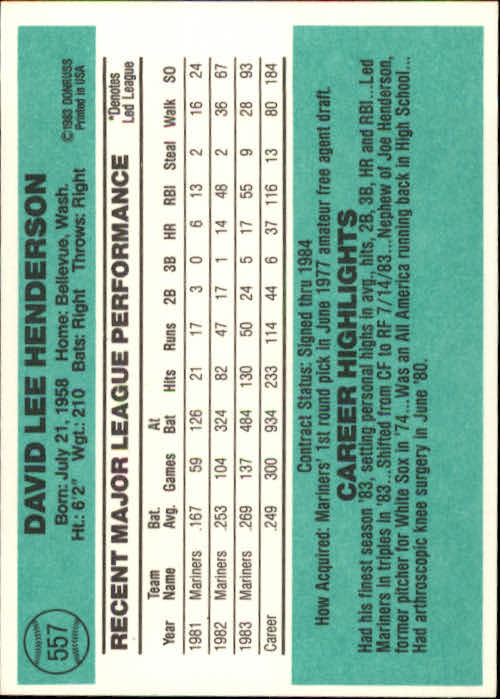 557
DAVID LEE HENDERSON
©1983 DONRUSS
Printed in USA
Born: July 21, 1958 Home: Bellevue, Wash.
Ht.: 6'2" Wgt.: 210 Bats: Right Throws: Right
RECENT MAJOR LEAGUE PERFORMANCE
*Denotes
Led League
Year Team Name Bat. Avg. Games At Bat Hits Runs 2B 3B HR RBI Steal Walk SO
1981 Mariners .167 59 126 21 17 3 0 6 13 2 16 24
1982 Mariners .253 104 324 82 47 17 1 14 48 2 36 67
1983 Mariners .269 137 484 130 50 24 5 17 55 9 28 93
Career .249 300 934 233 114 44 6 37 116 13 80 184
Contract Status: Signed thru 1984
How Acquired: Mariners' 1st round pick in June 1977 amateur free agent draft.
CAREER HIGHLIGHTS
Had his finest season '83, setting personal highs in avg., hits, 2B, 3B, HR and RBI...Led
Mariners in triples in '83...Shifted from CF to RF 7/14/83...Nephew of Joe Henderson,
former pitcher for White Sox in '74...Was an All America running back in High School...
Had arthroscopic knee surgery in June '80.